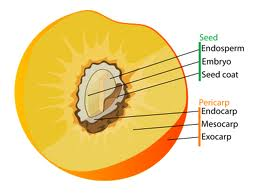 Seed
Endosperm
Embryo
Seed coat
Pericarp
Endocarp
Mesocarp
Exocarp